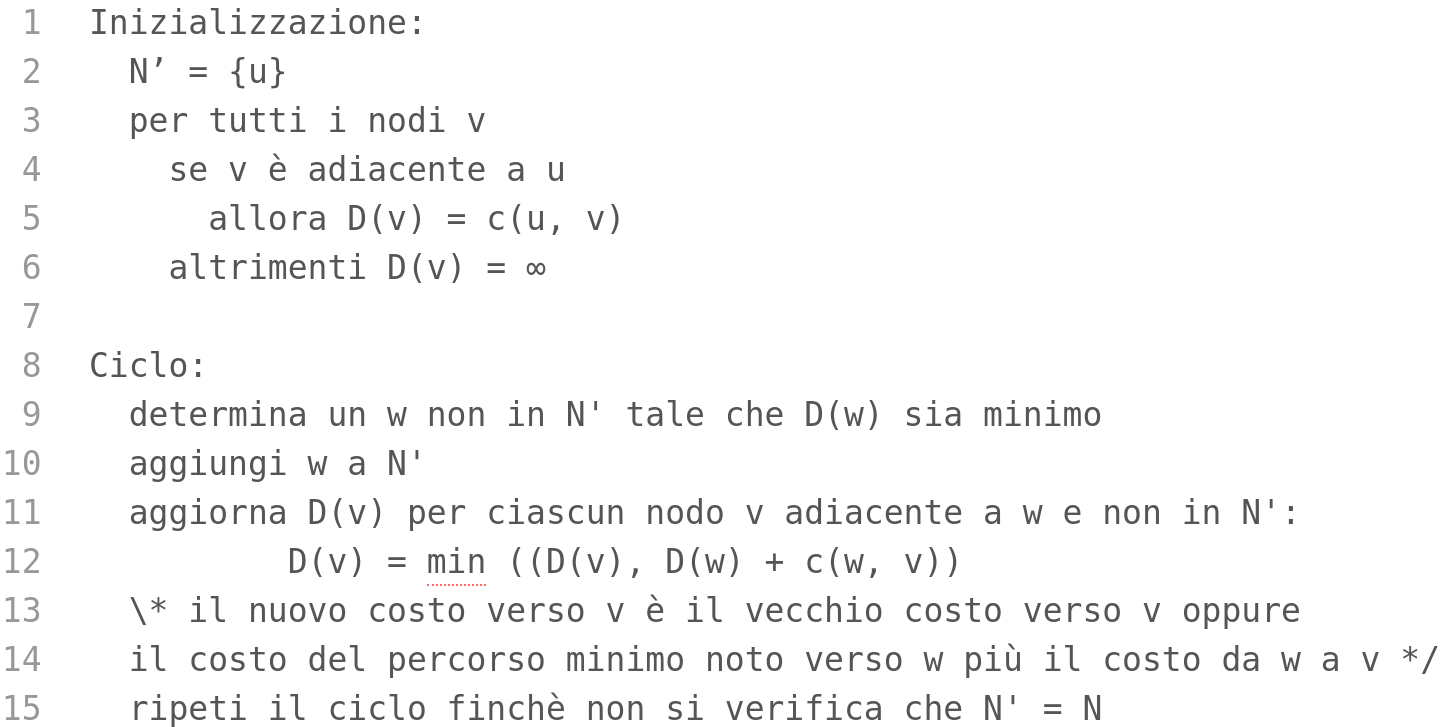 1 Inizializzazione:
2 N’ = {u}
3 per tutti i nodi v
4 se v è adiacente a u
5 allora D(v) = c(u, v)
6 altrimenti D(v) = ∞
7
8 Ciclo:
9 determina un w non in N' tale che D(w) sia minimo
10 aggiungi w a N'
11 aggiorna D(v) per ciascun nodo v adiacente a w e non in N':
12 D(v) = min ((D(v), D(w) + c(w, v))
13 \* il nuovo costo verso v è il vecchio costo verso v oppure
14 il costo del percorso minimo noto verso w più il costo da w a v */
15 ripeti il ciclo finchè non si verifica che N' = N